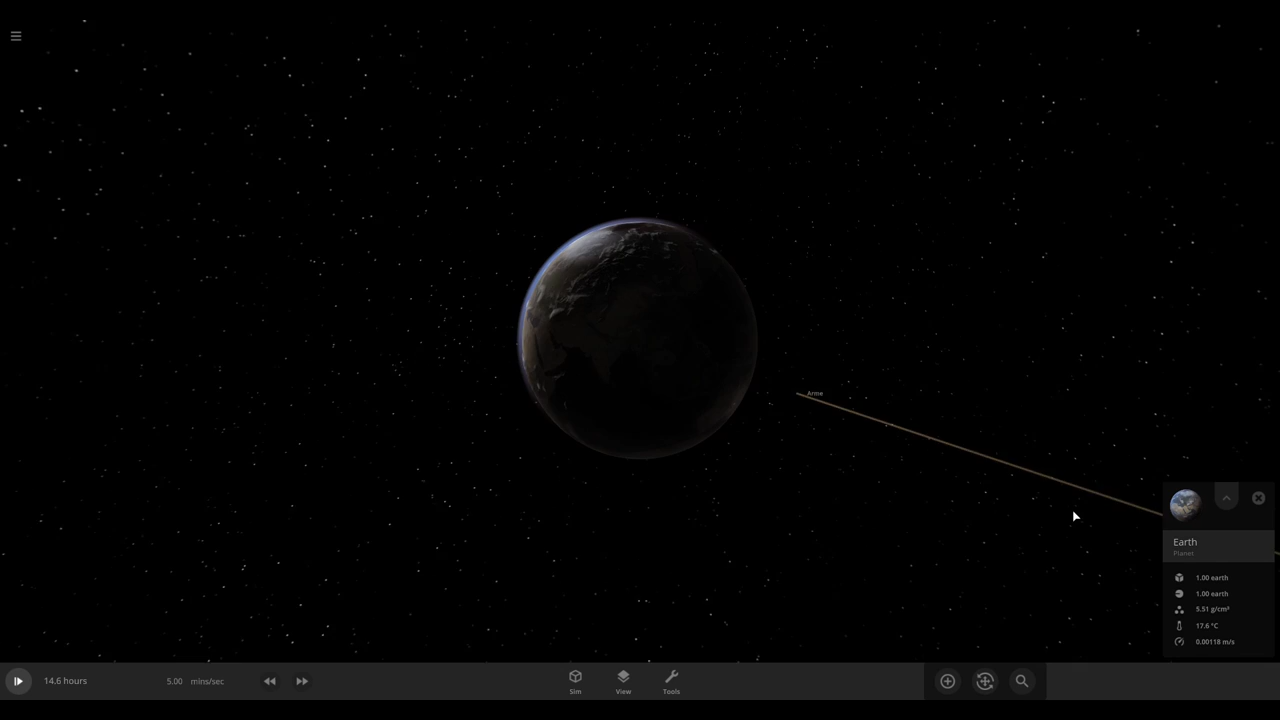 Arme
Earth
Planet
1.00 earth
1.00 earth
5.51 g/cm³
17.6 °C
0.00118 m/s
14.6 hours
5.00 mins/sec
Sim
View
Tools